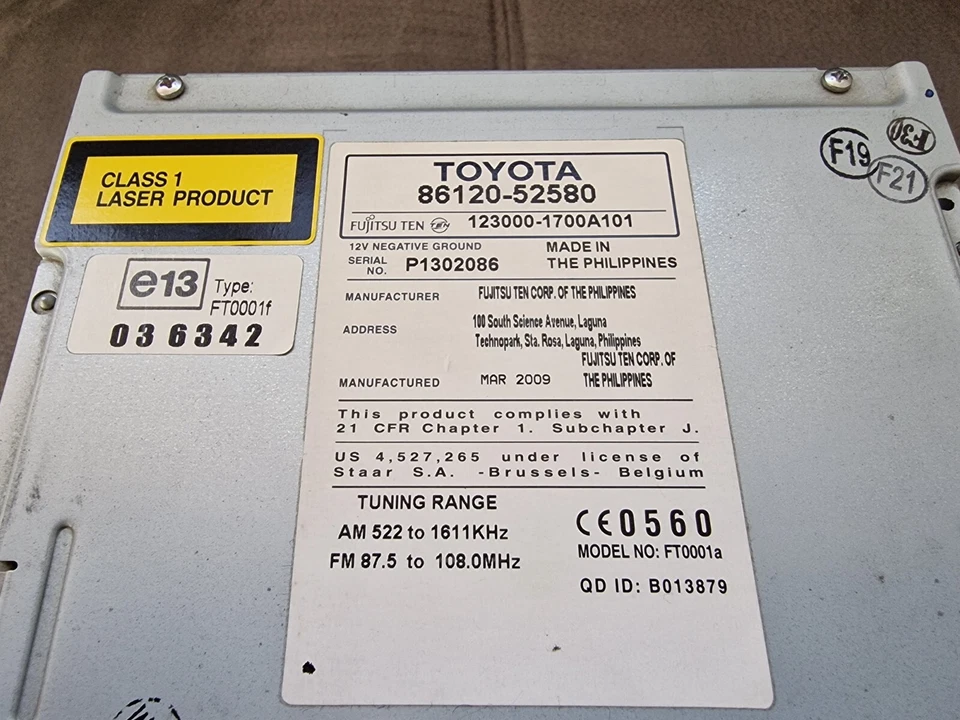 CLASS 1
LASER PRODUCT
e13 Type:
FT0001f
036342
TOYOTA
86120-52580
FUJITSU TEN 123000-1700A101
12V NEGATIVE GROUND
SERIAL NO. P1302086
MADE IN
THE PHILIPPINES
MANUFACTURER FUJITSU TEN CORP. OF THE PHILIPPINES
ADDRESS 100 South Science Avenue, Laguna
Technopark, Sta. Rosa, Laguna, Philippines
FUJITSU TEN CORP. OF
MANUFACTURED MAR 2009 THE PHILIPPINES
This product complies with
21 CFR Chapter 1. Subchapter J.
US 4,527,265 under license of
Staar S.A. -Brussels- Belgium
TUNING RANGE
AM 522 to 1611KHz
FM 87.5 to 108.0MHz
CE0560
MODEL NO: FT0001a
QD ID: B013879
F19
F21